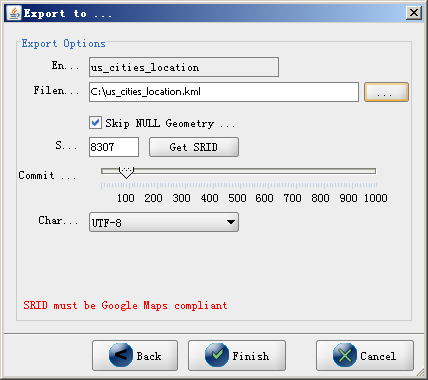 Export to ...
Export Options
En... us_cities_location
Filen... C:\us_cities_location.kml ...
Skip NULL Geometry ...
S... 8307 Get SRID
Commit ...
100 200 300 400 500 600 700 800 900 1000
Char... UTF-8
SRID must be Google Maps compliant
Back Finish Cancel